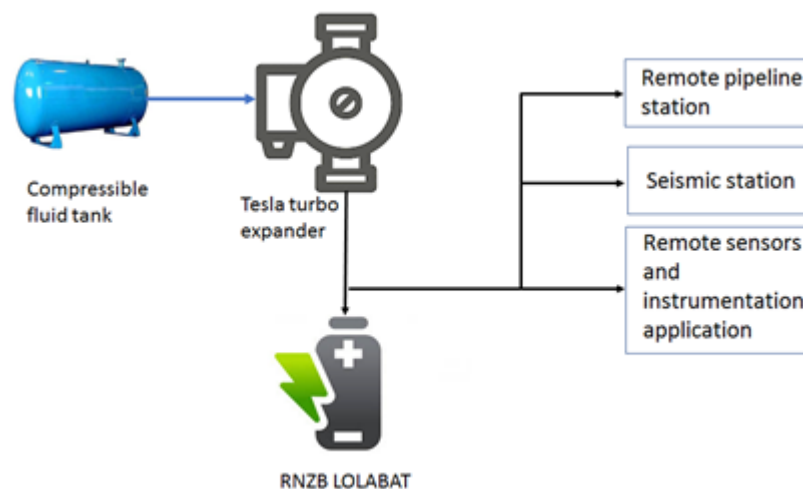 Compressible
fluid tank
Tesla turbo
expander
RNZB LOLABAT
Remote pipeline
station
Seismic station
Remote sensors
and
instrumentation
application